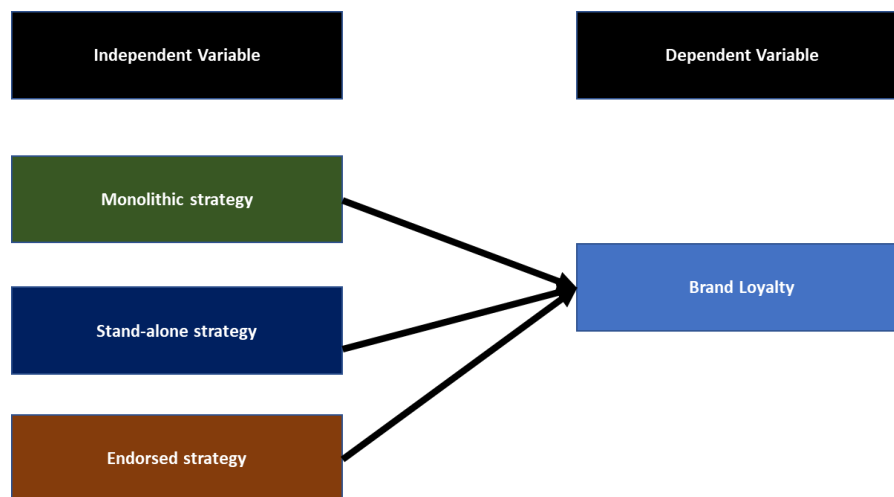 Independent Variable
Dependent Variable
Monolithic strategy
Brand Loyalty
Stand-alone strategy
Endorsed strategy